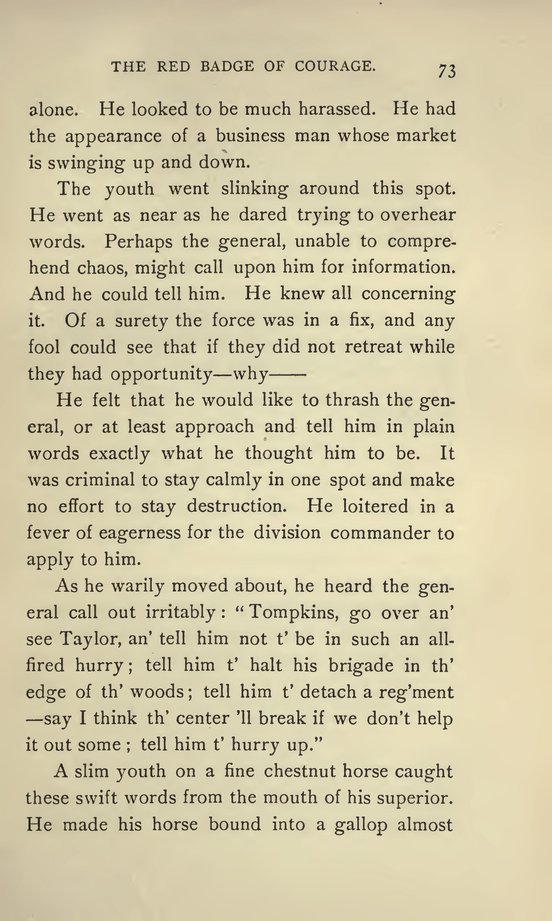 THE RED BADGE OF COURAGE. 73
alone. He looked to be much harassed. He had
the appearance of a business man whose market
is swinging up and down.
The youth went slinking around this spot.
He went as near as he dared trying to overhear
words. Perhaps the general, unable to compre-
hend chaos, might call upon him for information.
And he could tell him. He knew all concerning
it. Of a surety the force was in a fix, and any
fool could see that if they did not retreat while
they had opportunity—why——
He felt that he would like to thrash the gen-
eral, or at least approach and tell him in plain
words exactly what he thought him to be. It
was criminal to stay calmly in one spot and make
no effort to stay destruction. He loitered in a
fever of eagerness for the division commander to
apply to him.
As he warily moved about, he heard the gen-
eral call out irritably: “Tompkins, go over an’
see Taylor, an’ tell him not t’ be in such an all-
fired hurry; tell him t’ halt his brigade in th’
edge of th’ woods; tell him t’ detach a reg’ment
—say I think th’ center ’ll break if we don’t help
it out some; tell him t’ hurry up.”
A slim youth on a fine chestnut horse caught
these swift words from the mouth of his superior.
He made his horse bound into a gallop almost